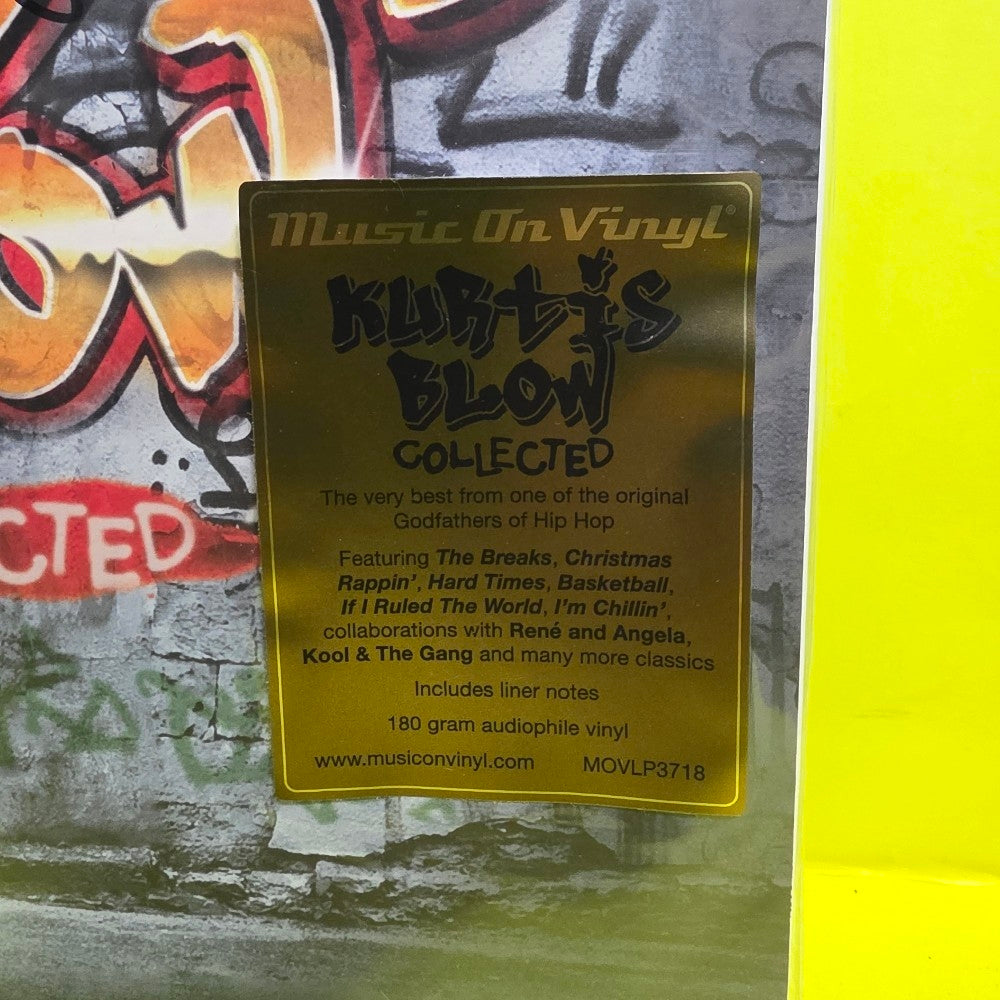 Music On Vinyl®
KURTIS
BLOW
COLLECTED
The very best from one of the original
Godfathers of Hip Hop
Featuring The Breaks, Christmas
Rappin', Hard Times, Basketball,
If I Ruled The World, I'm Chillin',
collaborations with René and Angela,
Kool & The Gang and many more classics
Includes liner notes
180 gram audiophile vinyl
www.musiconvinyl.com MOVLP3718
CTED